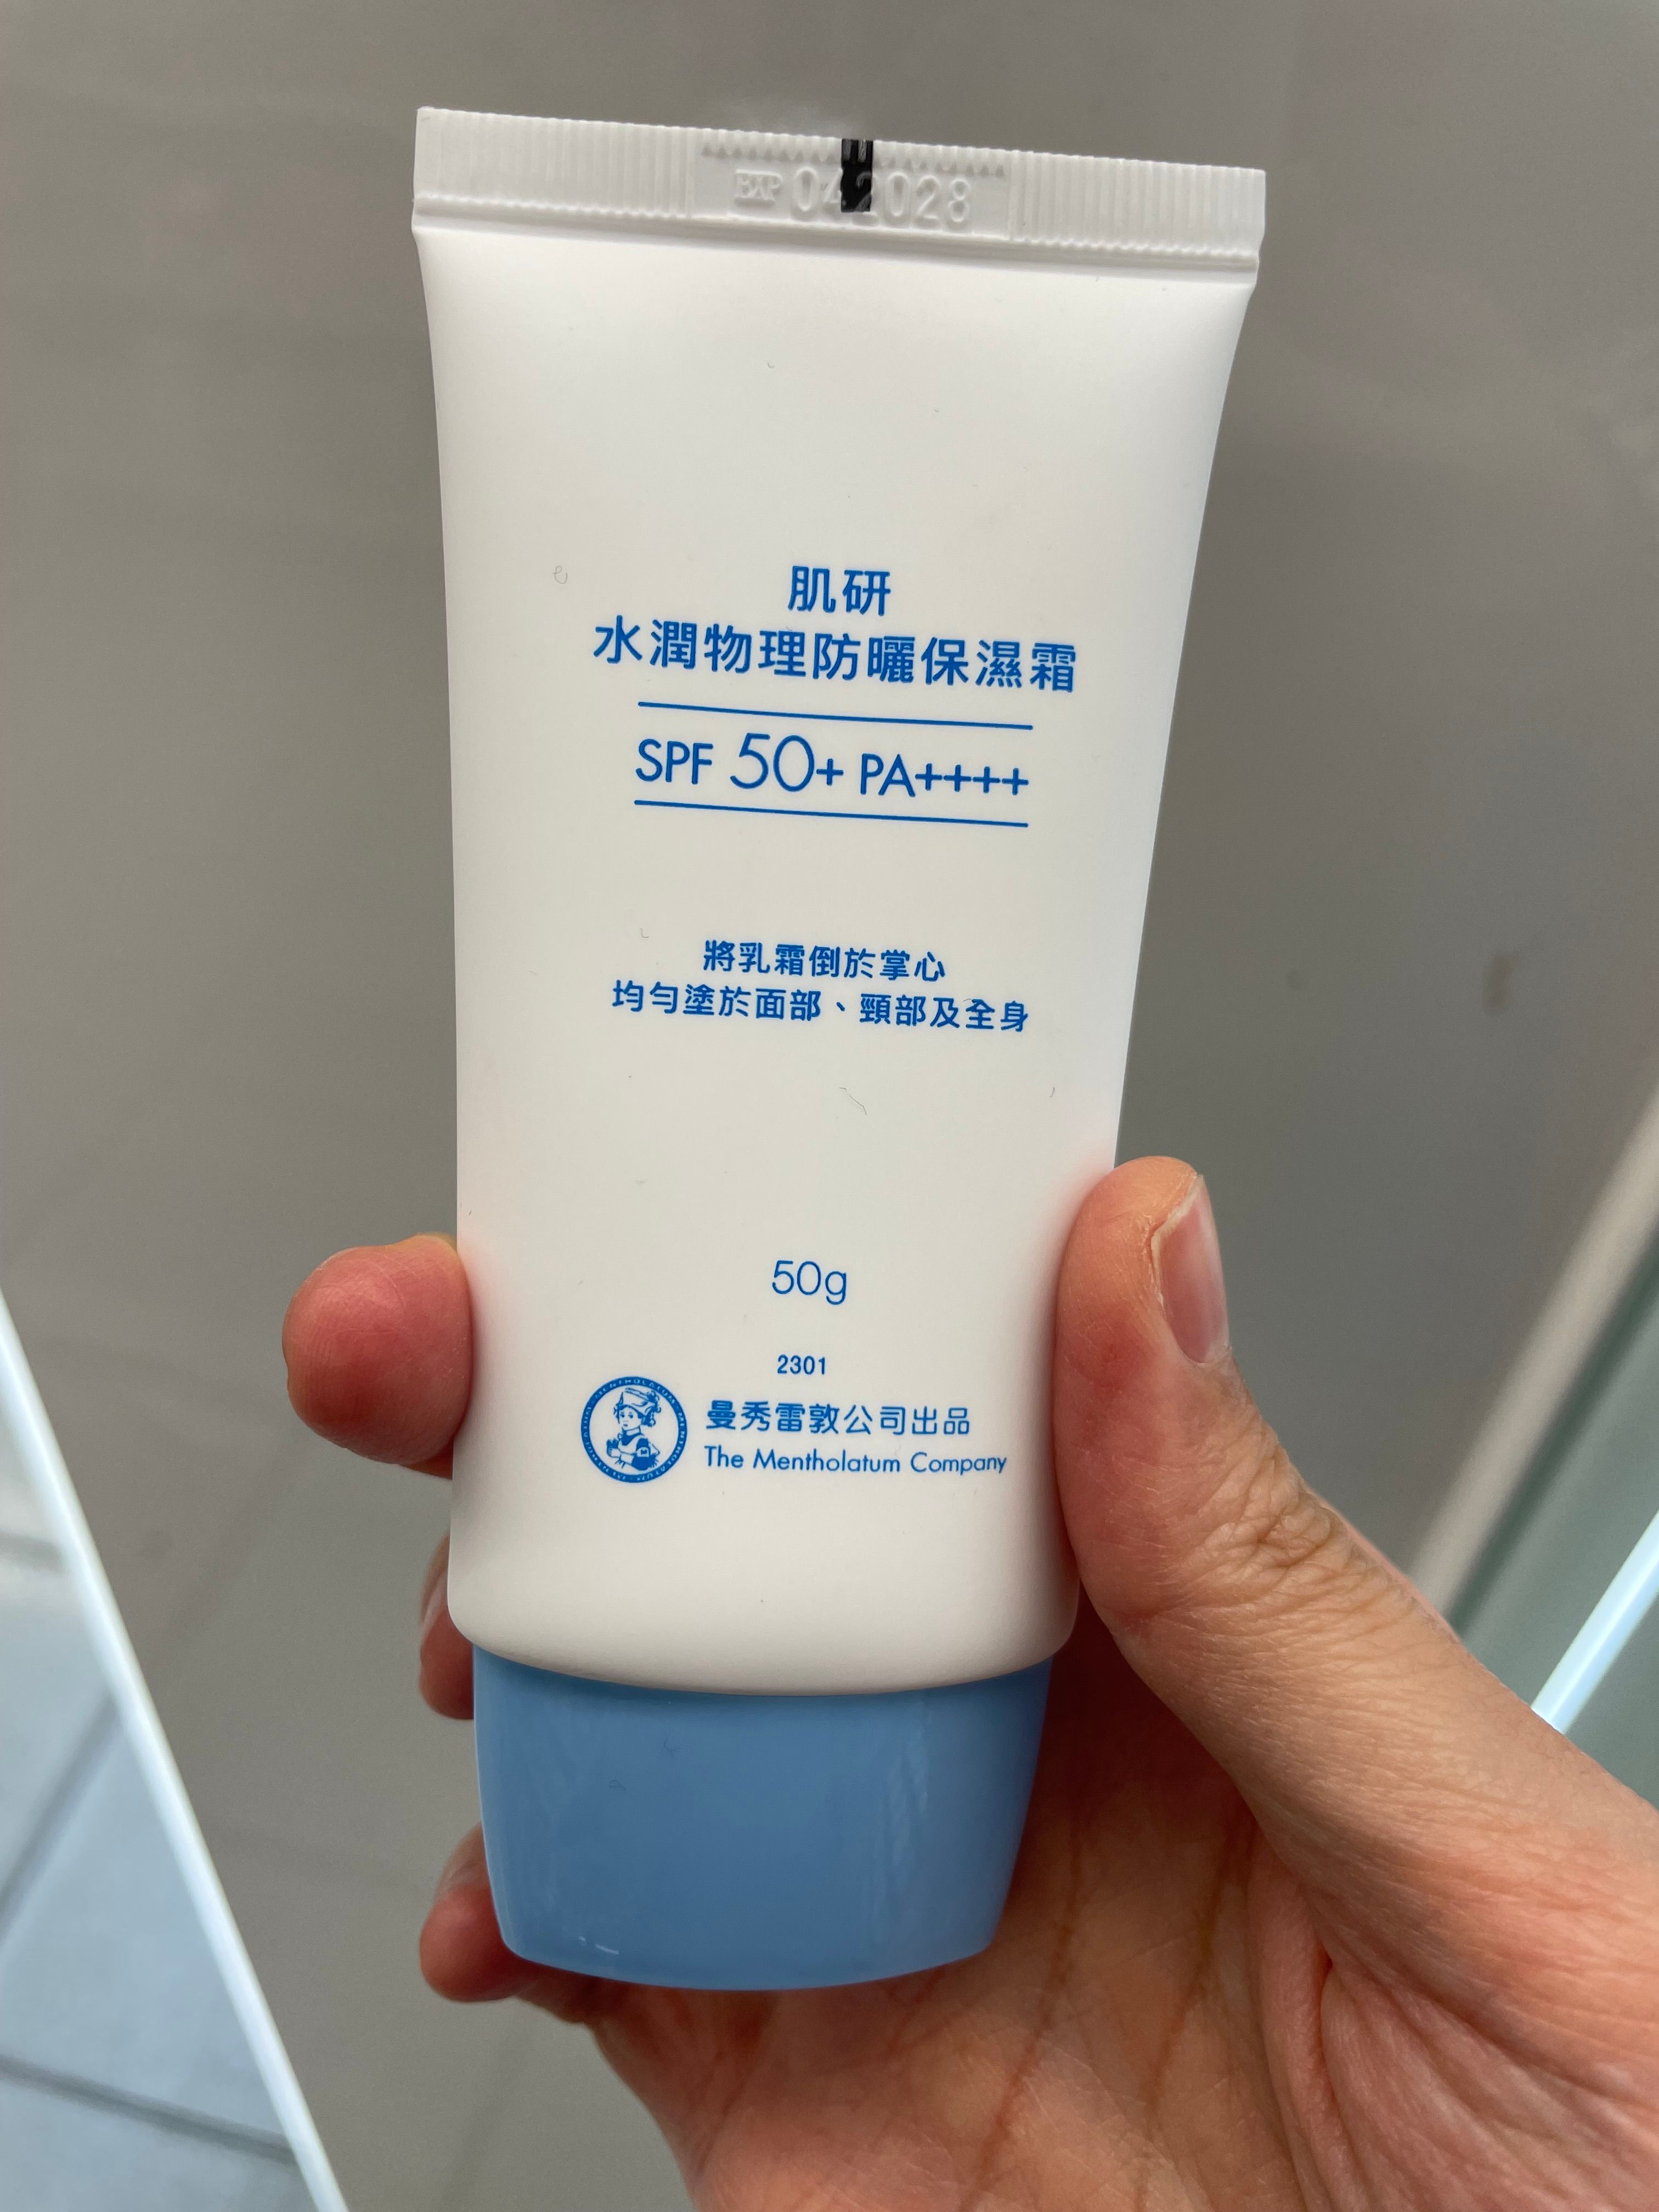 EXP 042028
肌研
水潤物理防曬保濕霜
SPF 50+ PA++++
將乳霜倒於掌心
均勻塗於面部、頸部及全身
50g
2301
曼秀雷敦公司出品
The Mentholatum Company